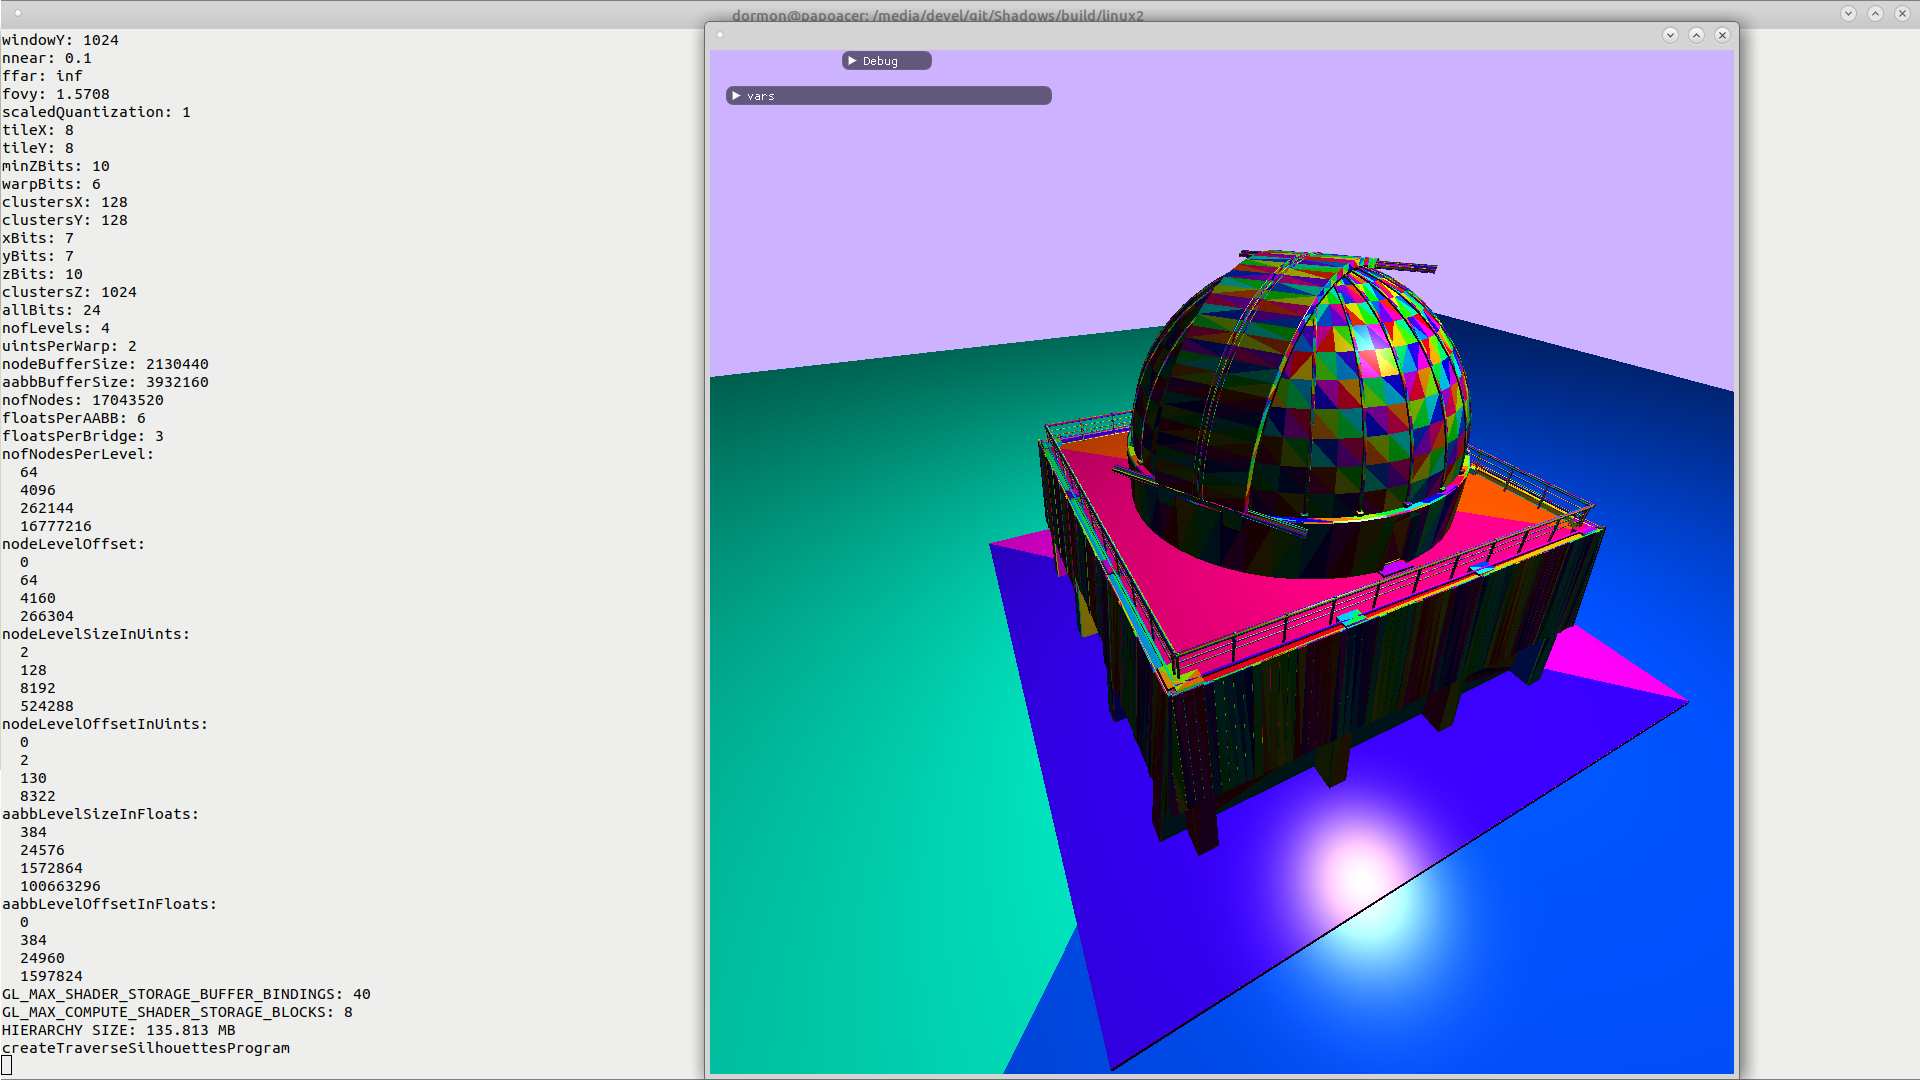 dormon@papoacer: /media/devel/git/Shadows/build/linux2
windowY: 1024
nnear: 0.1
ffar: inf
fovy: 1.5708
scaledQuantization: 1
tileX: 8
tileY: 8
minZBits: 10
warpBits: 6
clustersX: 128
clustersY: 128
xBits: 7
yBits: 7
zBits: 10
clustersZ: 1024
allBits: 24
nofLevels: 4
uintsPerWarp: 2
nodeBufferSize: 2130440
aabbBufferSize: 3932160
nofNodes: 17043520
floatsPerAABB: 6
floatsPerBridge: 3
nofNodesPerLevel:
64
4096
262144
16777216
nodeLevelOffset:
0
64
4160
266304
nodeLevelSizeInUints:
2
128
8192
524288
nodeLevelOffsetInUints:
0
2
130
8322
aabbLevelSizeInFloats:
384
24576
1572864
100663296
aabbLevelOffsetInFloats:
0
384
24960
1597824
GL_MAX_SHADER_STORAGE_BUFFER_BINDINGS: 40
GL_MAX_COMPUTE_SHADER_STORAGE_BLOCKS: 8
HIERARCHY SIZE: 135.813 MB
createTraverseSilhouettesProgram
Debug
vars